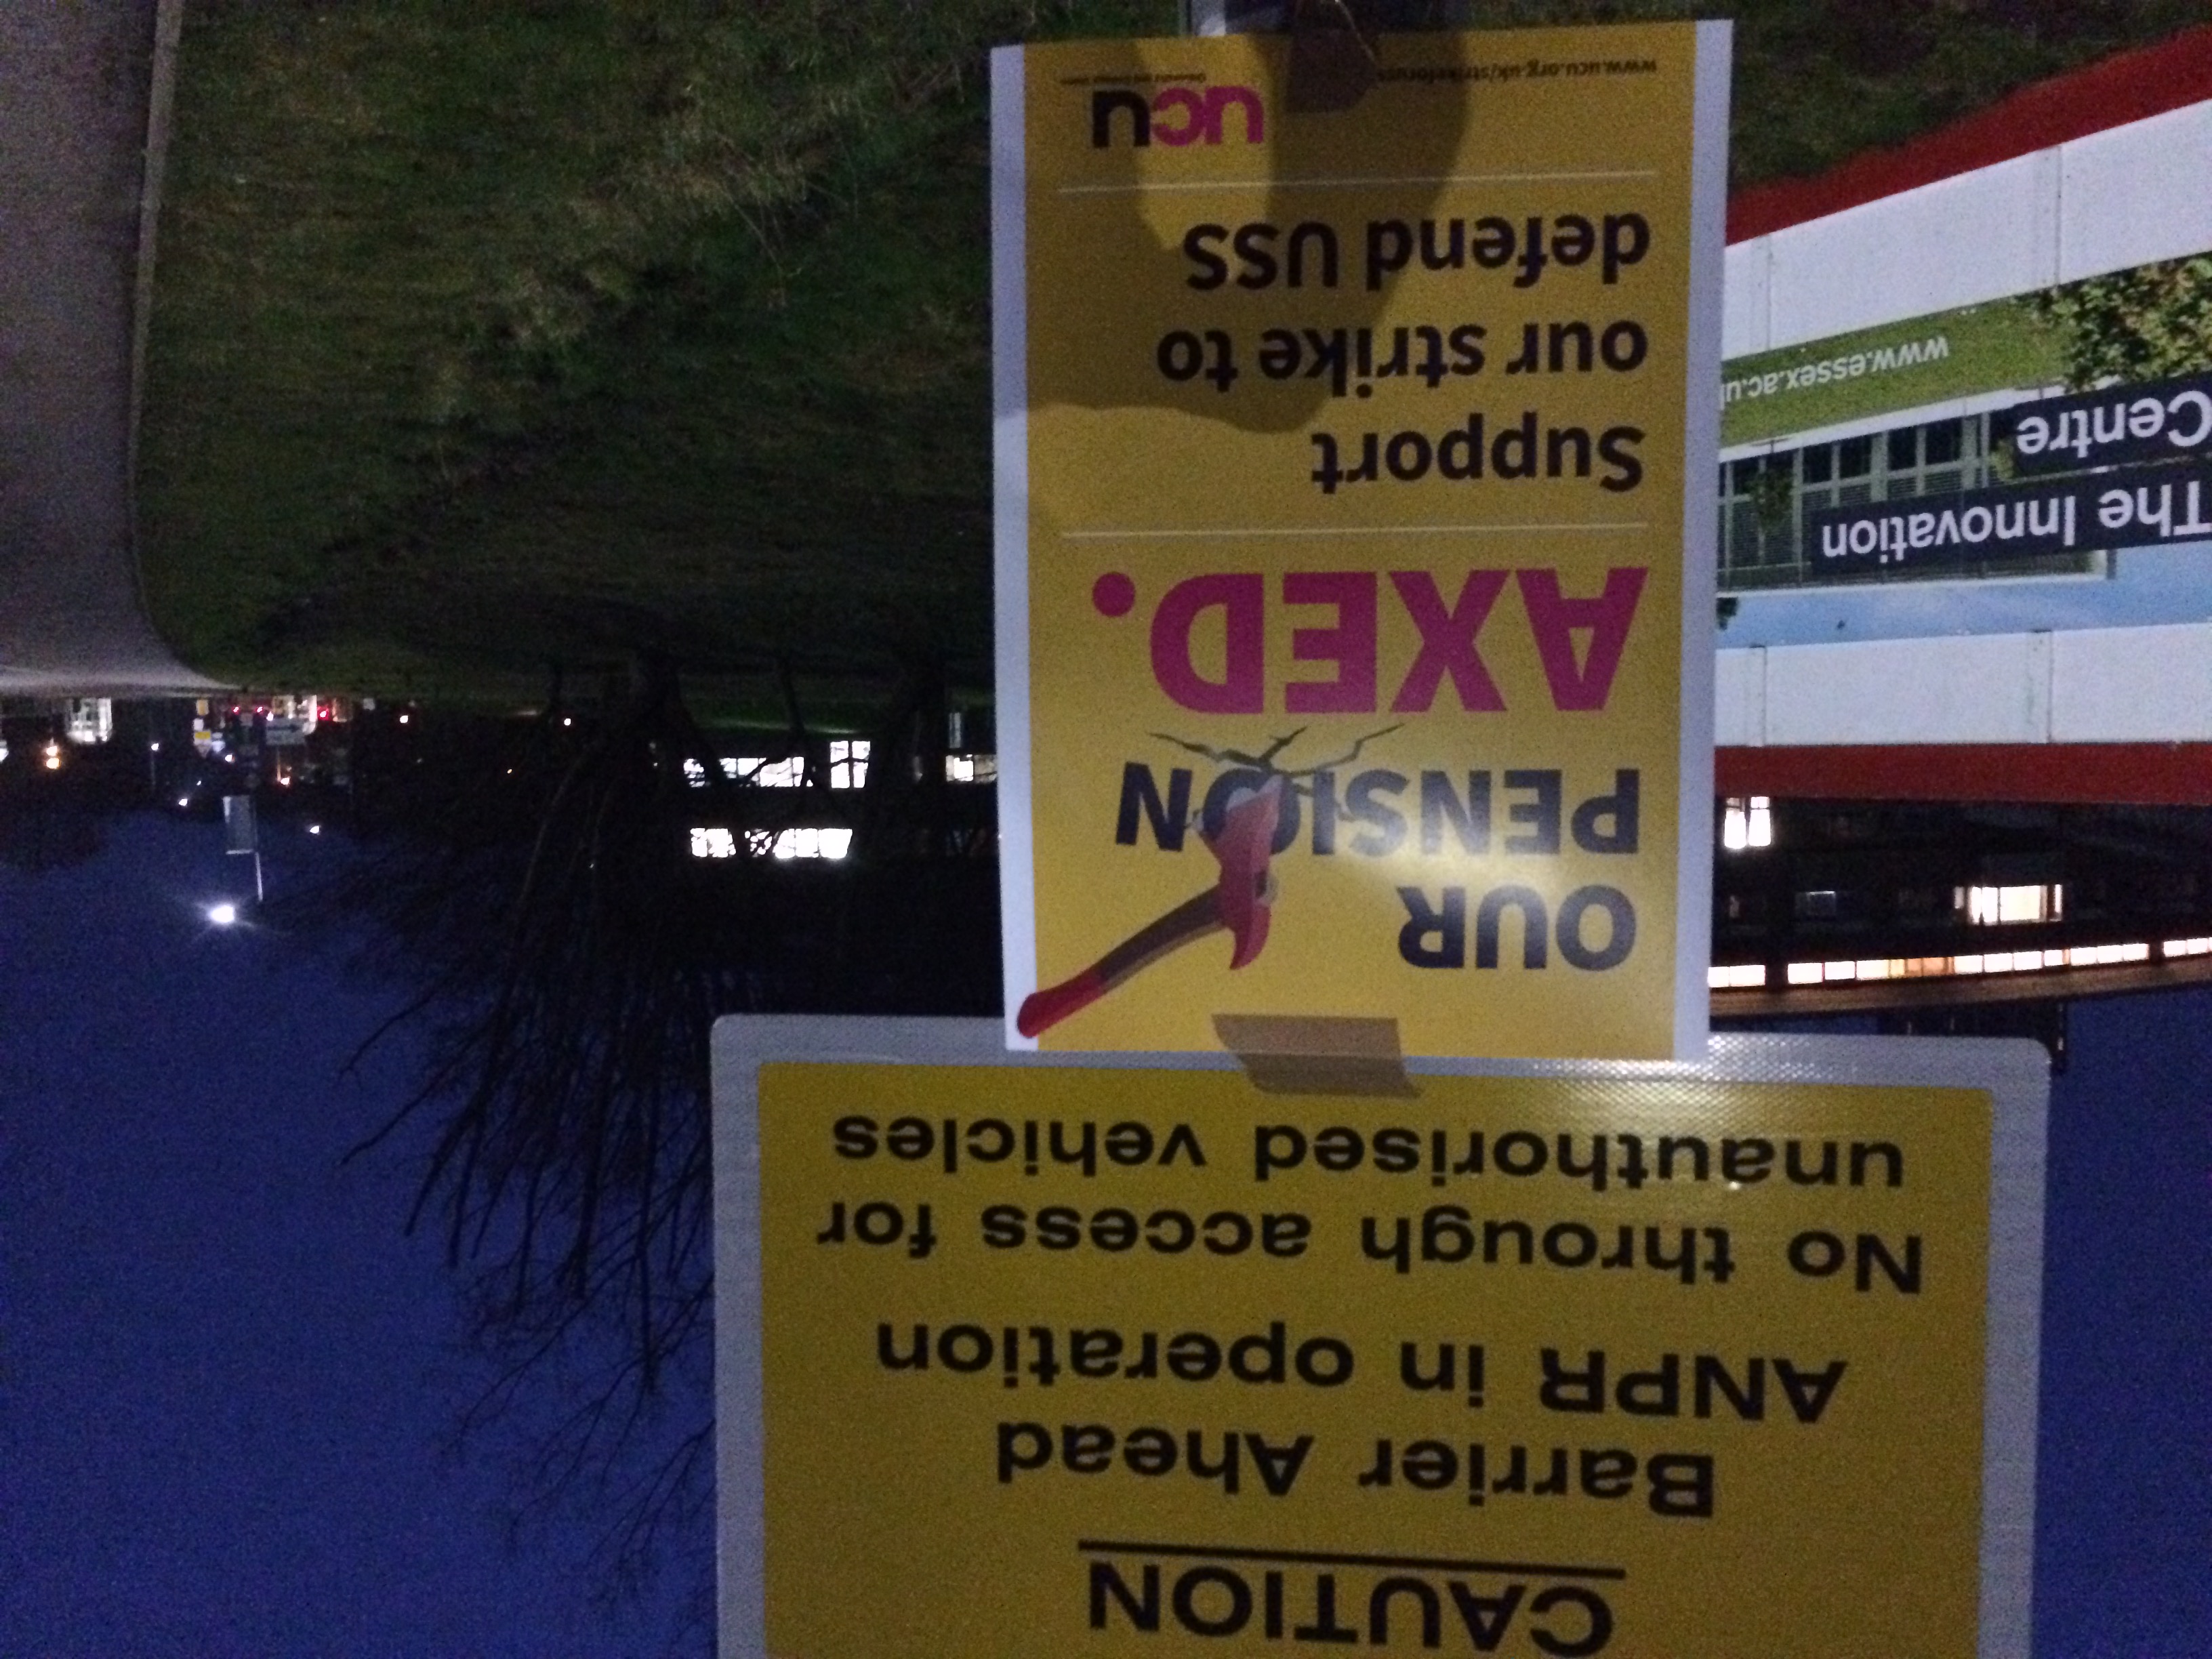 CAUTION
Barrier Ahead
ANPR in operation
No through access for
unauthorised vehicles
OUR
PENSION
AXED.
Support
our strike to
defend USS
ucu
www.ucu.org.uk/strikeforuss
The Innovation
Centre
www.essex.ac.uk